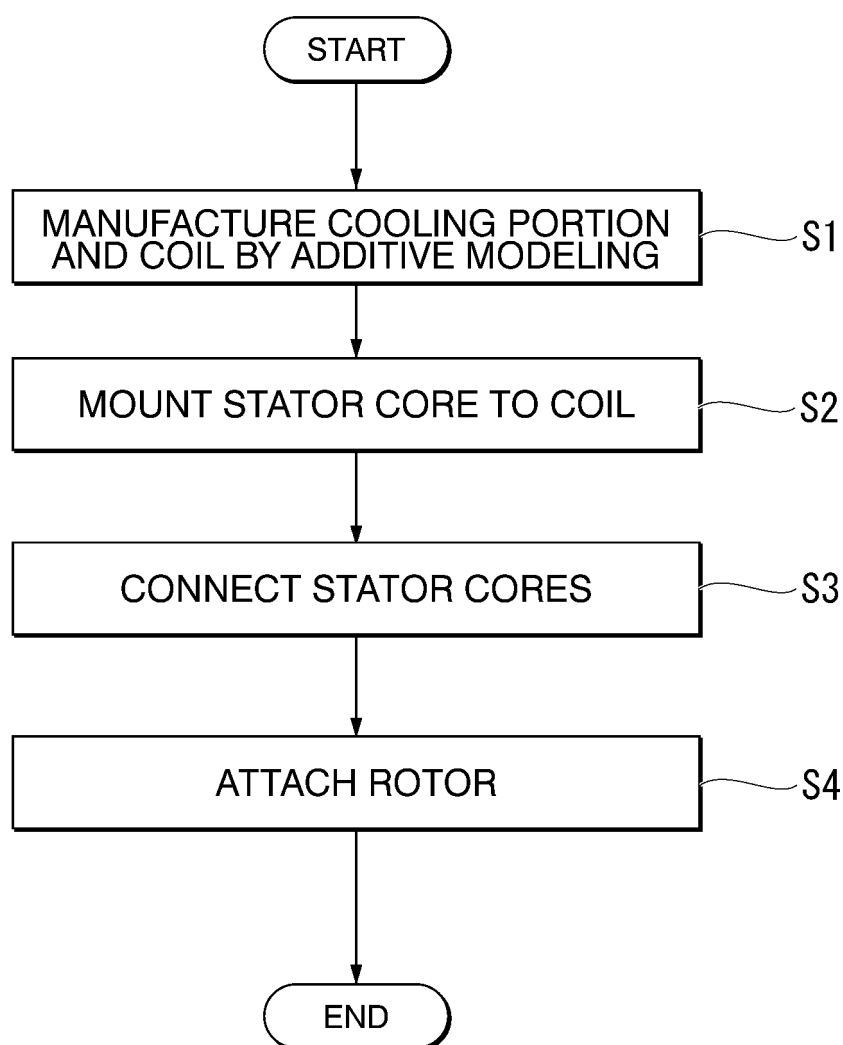 START
MANUFACTURE COOLING PORTION
AND COIL BY ADDITIVE MODELING
S1
MOUNT STATOR CORE TO COIL
S2
CONNECT STATOR CORES
S3
ATTACH ROTOR
S4
END